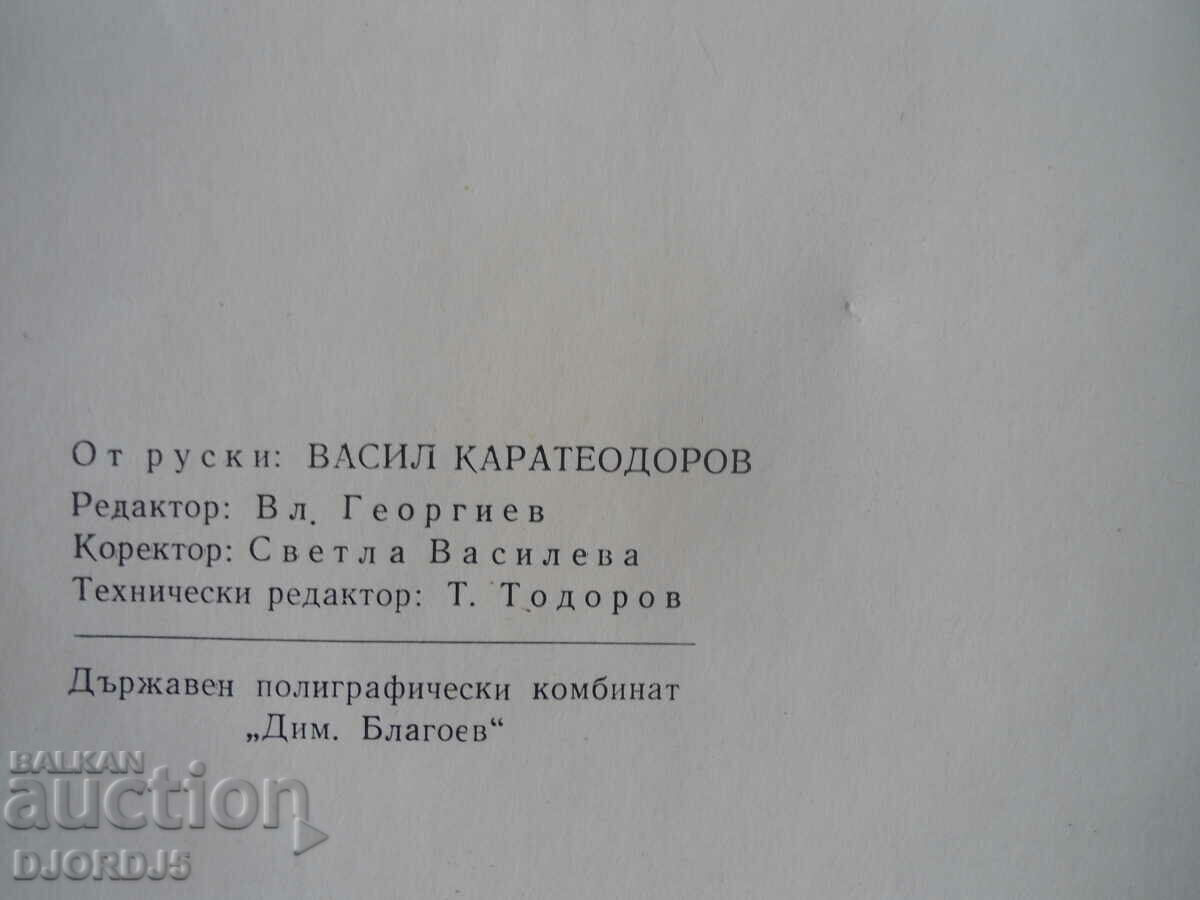 От руски: ВАСИЛ КАРАТЕОДОРОВ
Редактор: Вл. Георгиев
Коректор: Светла Василева
Технически редактор: Т. Тодоров
Държавен полиграфически комбинат
„Дим. Благоев“
BALKAN
auction
DJORDJ5